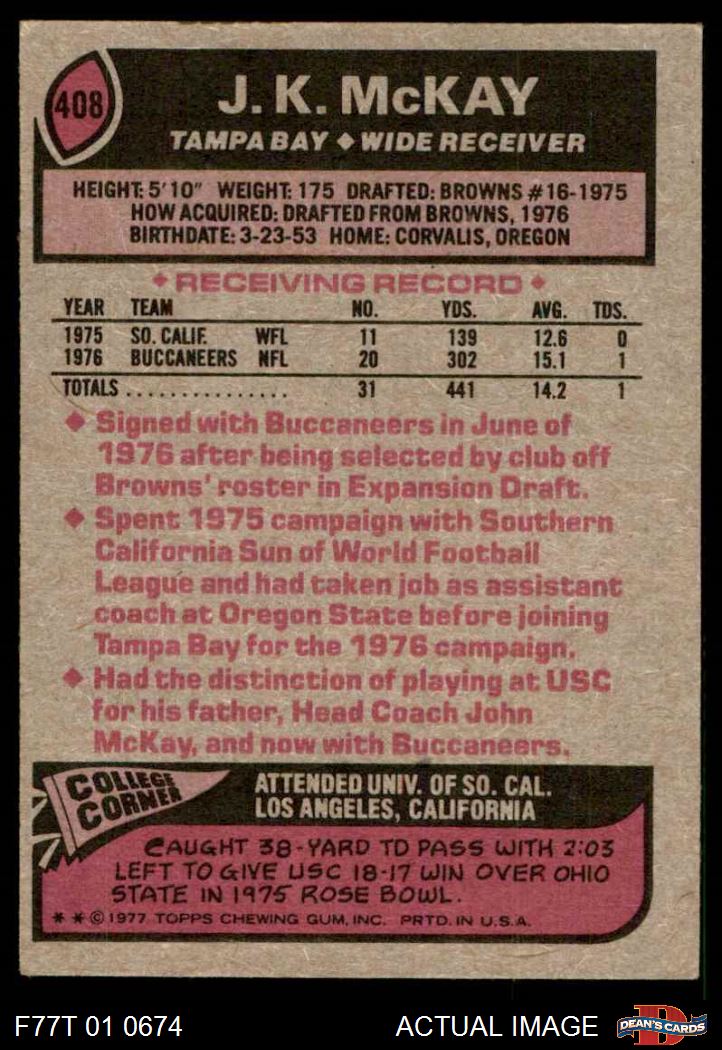 408
J. K. McKAY
TAMPA BAY ◆ WIDE RECEIVER
HEIGHT: 5'10" WEIGHT: 175 DRAFTED: BROWNS #16-1975
HOW ACQUIRED: DRAFTED FROM BROWNS, 1976
BIRTHDATE: 3-23-53 HOME: CORVALIS, OREGON
◆ RECEIVING RECORD ◆
YEAR TEAM NO. YDS. AVG. TDS.
1975 SO. CALIF. WFL 11 139 12.6 0
1976 BUCCANEERS NFL 20 302 15.1 1
TOTALS ............... 31 441 14.2 1
◆ Signed with Buccaneers in June of
1976 after being selected by club off
Browns' roster in Expansion Draft.
◆ Spent 1975 campaign with Southern
California Sun of World Football
League and had taken job as assistant
coach at Oregon State before joining
Tampa Bay for the 1976 campaign.
◆ Had the distinction of playing at USC
for his father, Head Coach John
McKay, and now with Buccaneers.
COLLEGE
CORNER
ATTENDED UNIV. OF SO. CAL.
LOS ANGELES, CALIFORNIA
CAUGHT 38-YARD TD PASS WITH 2:03
LEFT TO GIVE USC 18-17 WIN OVER OHIO
STATE IN 1975 ROSE BOWL.
* * © 1977 TOPPS CHEWING GUM, INC. PRTD. IN U.S.A.
F77T 01 0674
ACTUAL IMAGE
D
DEAN'S CARDS